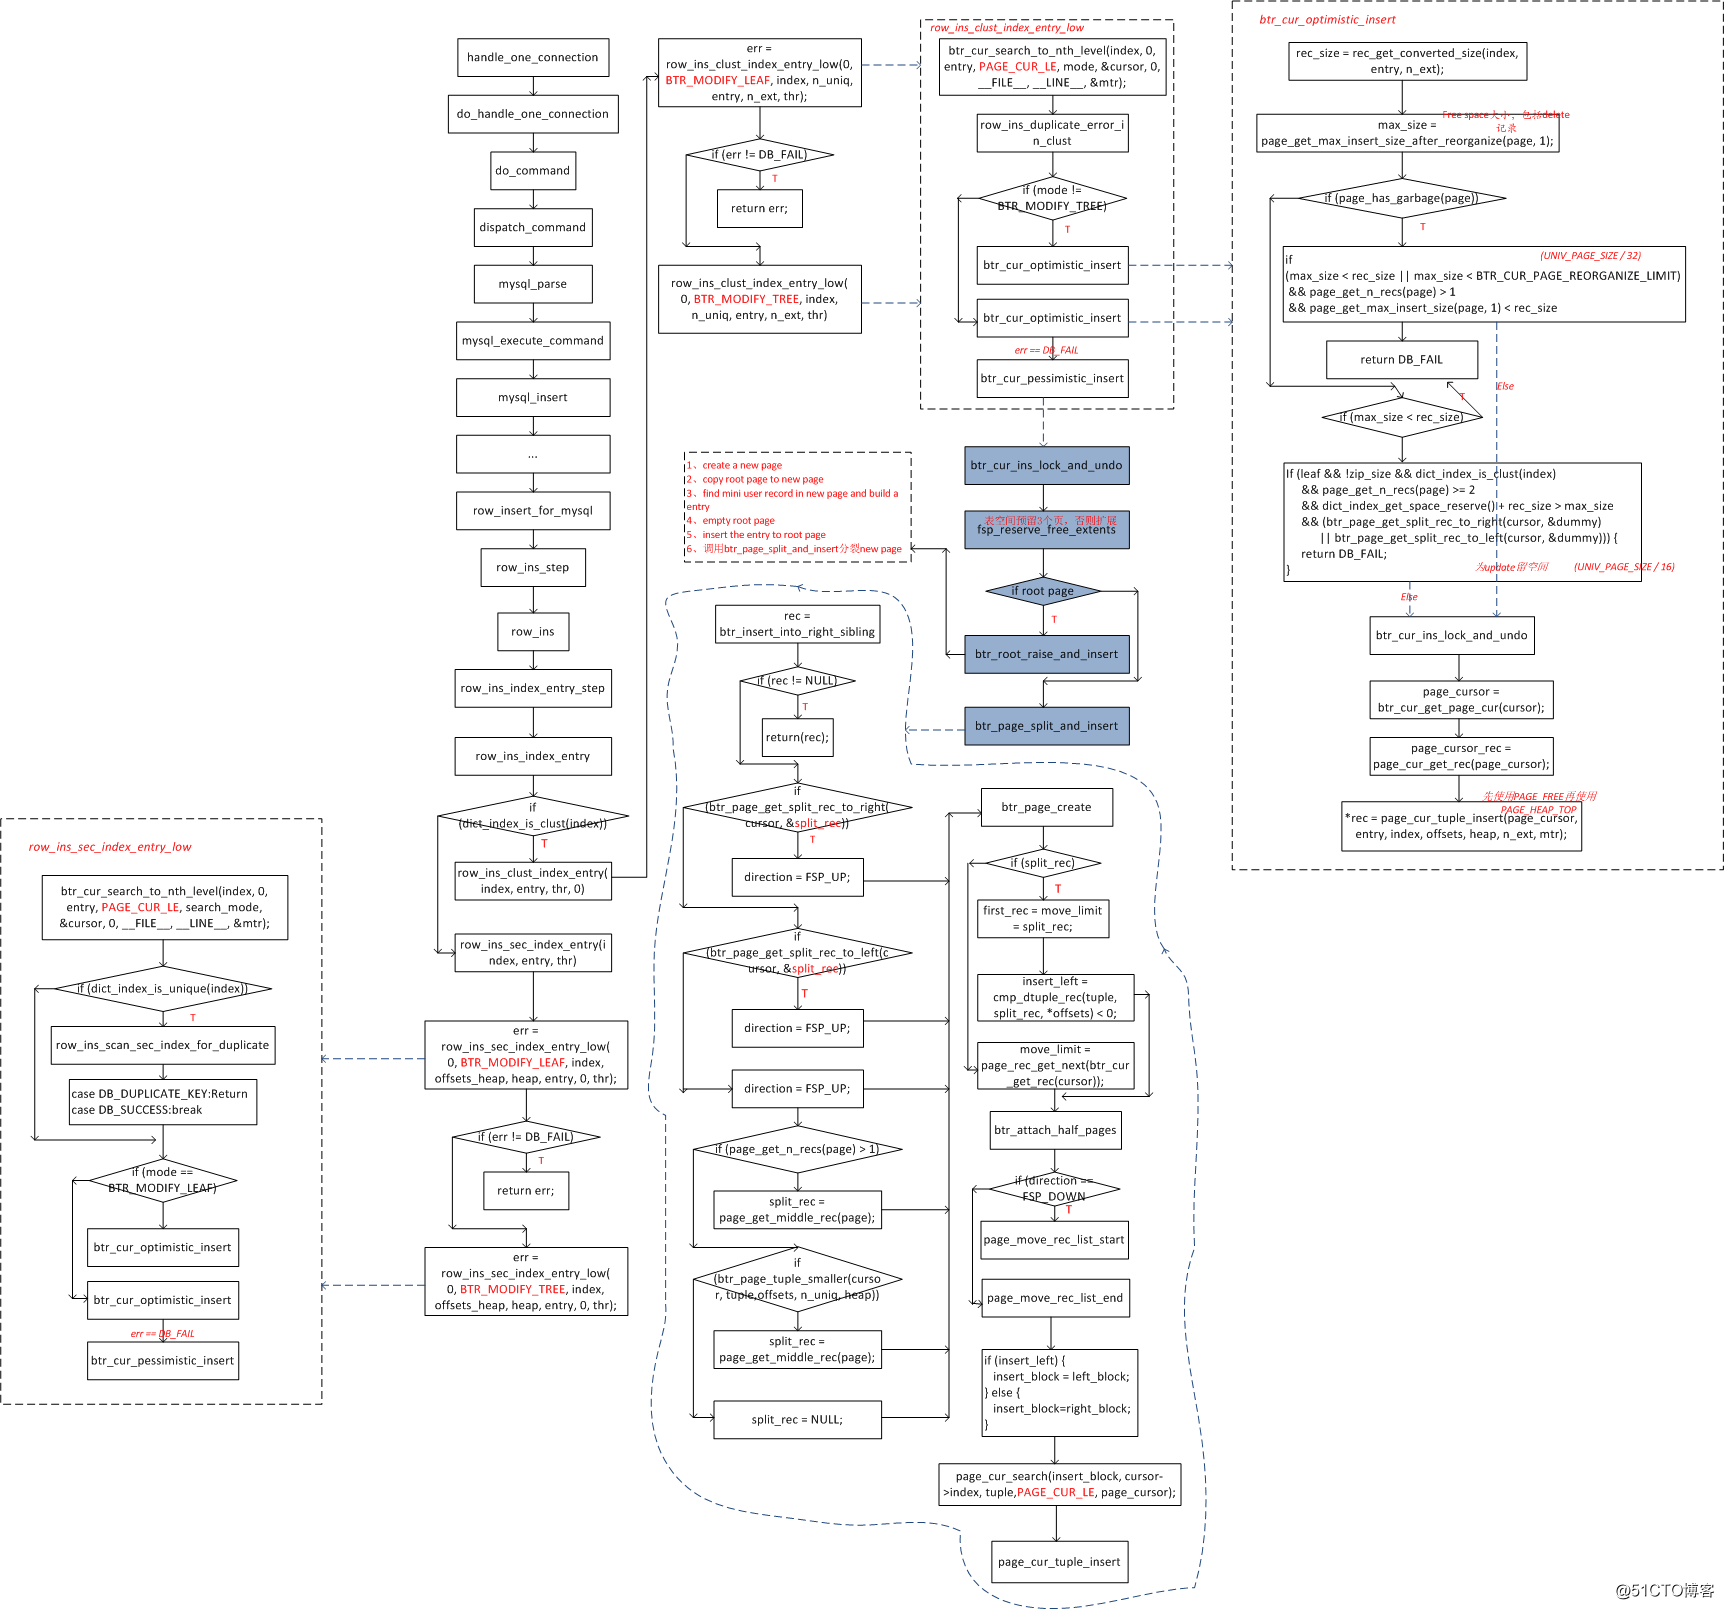 handle_one_connection
do_handle_one_connection
do_command
dispatch_command
mysql_parse
mysql_execute_command
mysql_insert
...
row_insert_for_mysql
row_ins_step
row_ins
row_ins_index_entry_step
row_ins_index_entry
if
(dict_index_is_clust(index))
T
row_ins_clust_index_entry(
index, entry, thr, 0)
row_ins_sec_index_entry(i
ndex, entry, thr)
err =
row_ins_sec_index_entry_low(
0, BTR_MODIFY_LEAF, index,
offsets_heap, heap, entry, 0, thr);
if (err != DB_FAIL)
T
return err;
err =
row_ins_sec_index_entry_low(
0, BTR_MODIFY_TREE, index,
offsets_heap, heap, entry, 0, thr);
row_ins_sec_index_entry_low
btr_cur_search_to_nth_level(index, 0,
entry, PAGE_CUR_LE, search_mode,
&cursor, 0, __FILE__, __LINE__, &mtr);
if (dict_index_is_unique(index))
T
row_ins_scan_sec_index_for_duplicate
case DB_DUPLICATE_KEY:Return
case DB_SUCCESS:break
if (mode ==
BTR_MODIFY_LEAF)
btr_cur_optimistic_insert
btr_cur_optimistic_insert
err == DB_FAIL
btr_cur_pessimistic_insert
err =
row_ins_clust_index_entry_low(0,
BTR_MODIFY_LEAF, index, n_uniq,
entry, n_ext, thr);
if (err != DB_FAIL)
T
return err;
row_ins_clust_index_entry_low(
0, BTR_MODIFY_TREE, index,
n_uniq, entry, n_ext, thr)
row_ins_clust_index_entry_low
btr_cur_search_to_nth_level(index, 0,
entry, PAGE_CUR_LE, mode, &cursor, 0,
__FILE__, __LINE__, &mtr);
row_ins_duplicate_error_i
n_clust
if (mode !=
BTR_MODIFY_TREE)
T
btr_cur_optimistic_insert
btr_cur_optimistic_insert
err == DB_FAIL
btr_cur_pessimistic_insert
btr_cur_ins_lock_and_undo
表空间预留3个页，否则扩展
fsp_reserve_free_extents
if root page
T
btr_root_raise_and_insert
btr_page_split_and_insert
1、create a new page
2、copy root page to new page
3、find mini user record in new page and build a
entry
4、empty root page
5、insert the entry to root page
6、调用btr_page_split_and_insert分裂new page
rec =
btr_insert_into_right_sibling
if (rec != NULL)
T
return(rec);
if
(btr_page_get_split_rec_to_right(
cursor, &split_rec))
T
direction = FSP_UP;
if
(btr_page_get_split_rec_to_left(c
ursor, &split_rec))
T
direction = FSP_UP;
direction = FSP_UP;
if (page_get_n_recs(page) > 1)
split_rec =
page_get_middle_rec(page);
if
(btr_page_tuple_smaller(curso
r, tuple,offsets, n_uniq, heap))
split_rec =
page_get_middle_rec(page);
split_rec = NULL;
btr_page_create
if (split_rec)
T
first_rec = move_limit
= split_rec;
insert_left =
cmp_dtuple_rec(tuple,
split_rec, *offsets) < 0;
move_limit =
page_rec_get_next(btr_cur
_get_rec(cursor));
btr_attach_half_pages
if (direction ==
FSP_DOWN
T
page_move_rec_list_start
page_move_rec_list_end
if (insert_left) {
insert_block = left_block;
} else {
insert_block=right_block;
}
page_cur_search(insert_block, cursor-
>index, tuple,PAGE_CUR_LE, page_cursor);
page_cur_tuple_insert
btr_cur_optimistic_insert
rec_size = rec_get_converted_size(index,
entry, n_ext);
Free space大小，包括delete
记录
max_size =
page_get_max_insert_size_after_reorganize(page, 1);
if (page_has_garbage(page))
T
(UNIV_PAGE_SIZE / 32)
if
(max_size < rec_size || max_size < BTR_CUR_PAGE_REORGANIZE_LIMIT)
&& page_get_n_recs(page) > 1
&& page_get_max_insert_size(page, 1) < rec_size
return DB_FAIL
Else
T
if (max_size < rec_size)
If (leaf && !zip_size && dict_index_is_clust(index)
&& page_get_n_recs(page) >= 2
&& dict_index_get_space_reserve() + rec_size > max_size
&& (btr_page_get_split_rec_to_right(cursor, &dummy)
|| btr_page_get_split_rec_to_left(cursor, &dummy))) {
return DB_FAIL;
}
为update留空间
(UNIV_PAGE_SIZE / 16)
Else
btr_cur_ins_lock_and_undo
page_cursor =
btr_cur_get_page_cur(cursor);
page_cursor_rec =
page_cur_get_rec(page_cursor);
先使用PAGE_FREE再使用
PAGE_HEAP_TOP
*rec = page_cur_tuple_insert(page_cursor,
entry, index, offsets, heap, n_ext, mtr);
@51CTO博客